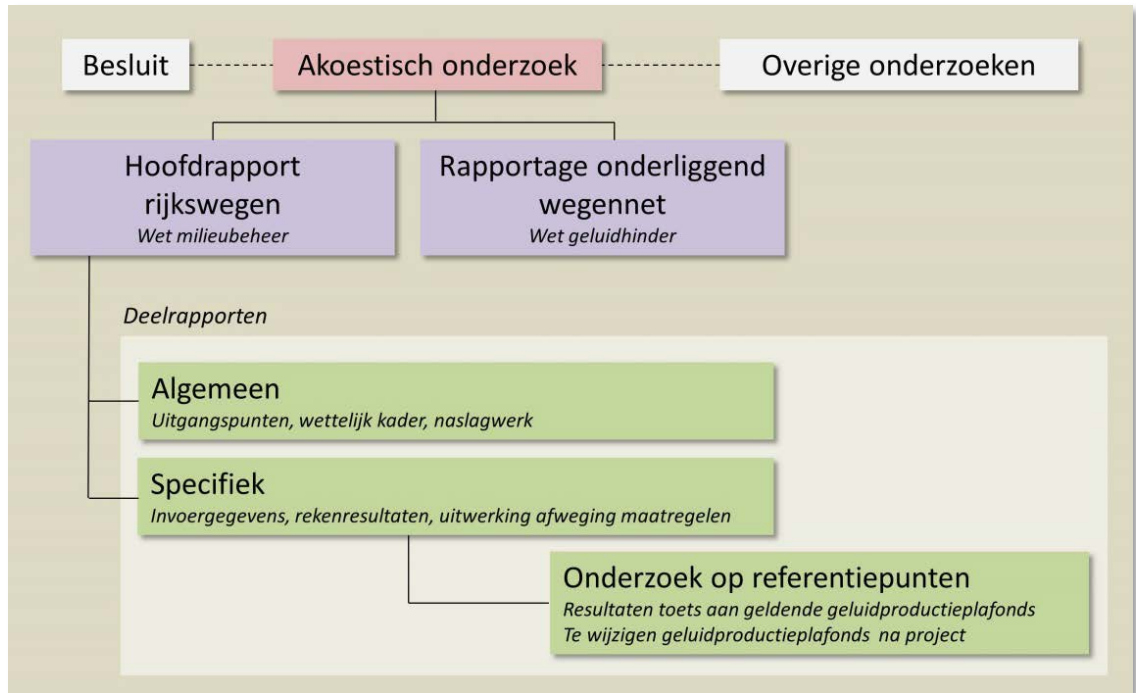 Besluit
Akoestisch onderzoek
Overige onderzoeken
Hoofdrapport
rijkswegen
Wet milieubeheer
Rapportage onderliggend
wegennet
Wet geluidhinder
Deelrapporten
Algemeen
Uitgangspunten, wettelijk kader, naslagwerk
Specifiek
Invoergegevens, rekenresultaten, uitwerking afweging maatregelen
Onderzoek op referentiepunten
Resultaten toets aan geldende geluidproductieplafonds
Te wijzigen geluidproductieplafonds na project